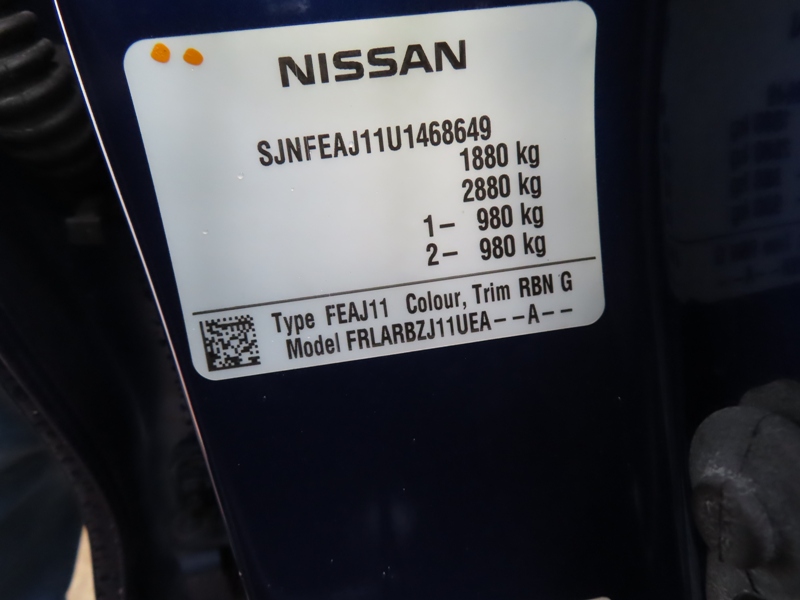 NISSAN
SJNFEAJ11U1468649
1880 kg
2880 kg
1– 980 kg
2– 980 kg
Type FEAJ11 Colour, Trim RBN G
Model FRLARBZJ11UEA––A––